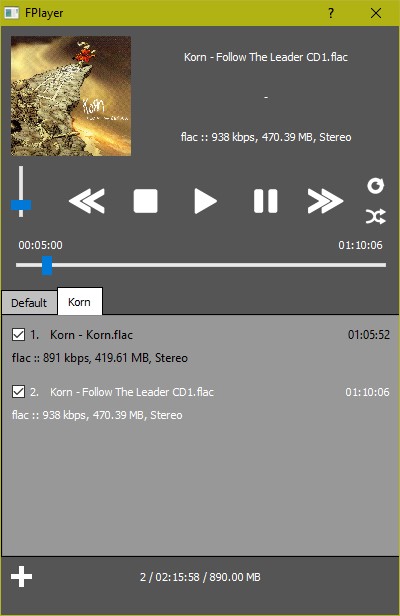 FPlayer
?
Korn
Korn - Follow The Leader CD1.flac
-
flac :: 938 kbps, 470.39 MB, Stereo
00:05:00
01:10:06
Default
Korn
1. Korn - Korn.flac 01:05:52
flac :: 891 kbps, 419.61 MB, Stereo
2. Korn - Follow The Leader CD1.flac 01:10:06
flac :: 938 kbps, 470.39 MB, Stereo
2 / 02:15:58 / 890.00 MB